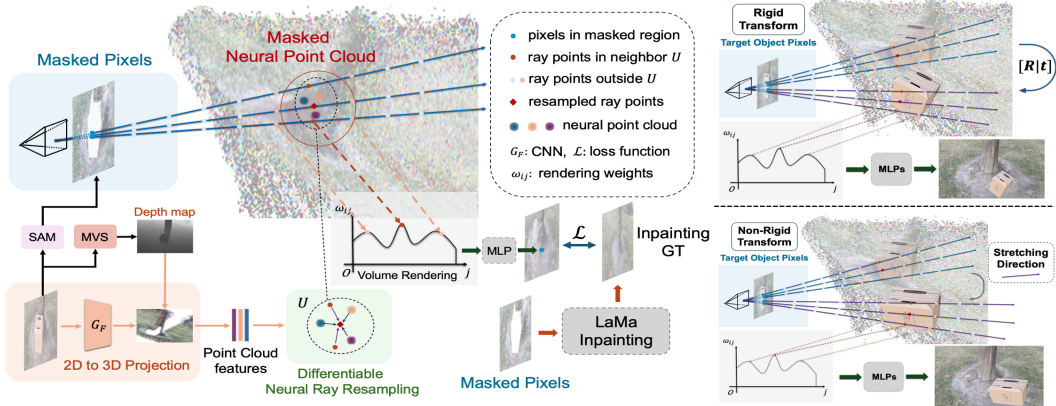 Masked
Neural Point Cloud
Masked Pixels
pixels in masked region
ray points in neighbor U
ray points outside U
resampled ray points
neural point cloud
G_F: CNN, ℒ: loss function
ω_ij: rendering weights
Depth map
SAM
MVS
G_F
2D to 3D Projection
Point Cloud
features
U
Differentiable
Neural Ray Resampling
ω_ij
O
Volume Rendering
j
MLP
ℒ
Inpainting
GT
LaMa
Inpainting
Masked Pixels
Rigid
Transform
Target Object Pixels
[R|t]
ω_ij
O
j
MLPs
Non-Rigid
Transform
Target Object Pixels
Stretching
Direction
ω_ij
O
j
MLPs